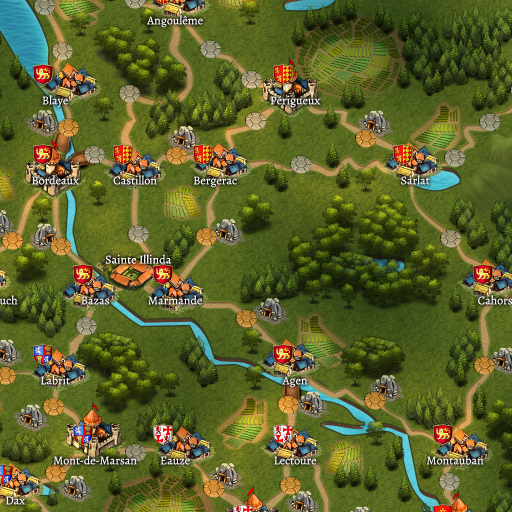 Angoulême
Blaye
Périgueux
Bordeaux
Castillon
Bergerac
Sarlat
Sainte Illinda
uch
Bazas
Marmande
Cahors
Labrit
Agen
Mont-de-Marsan
Eauze
Lectoure
Montauban
Dax